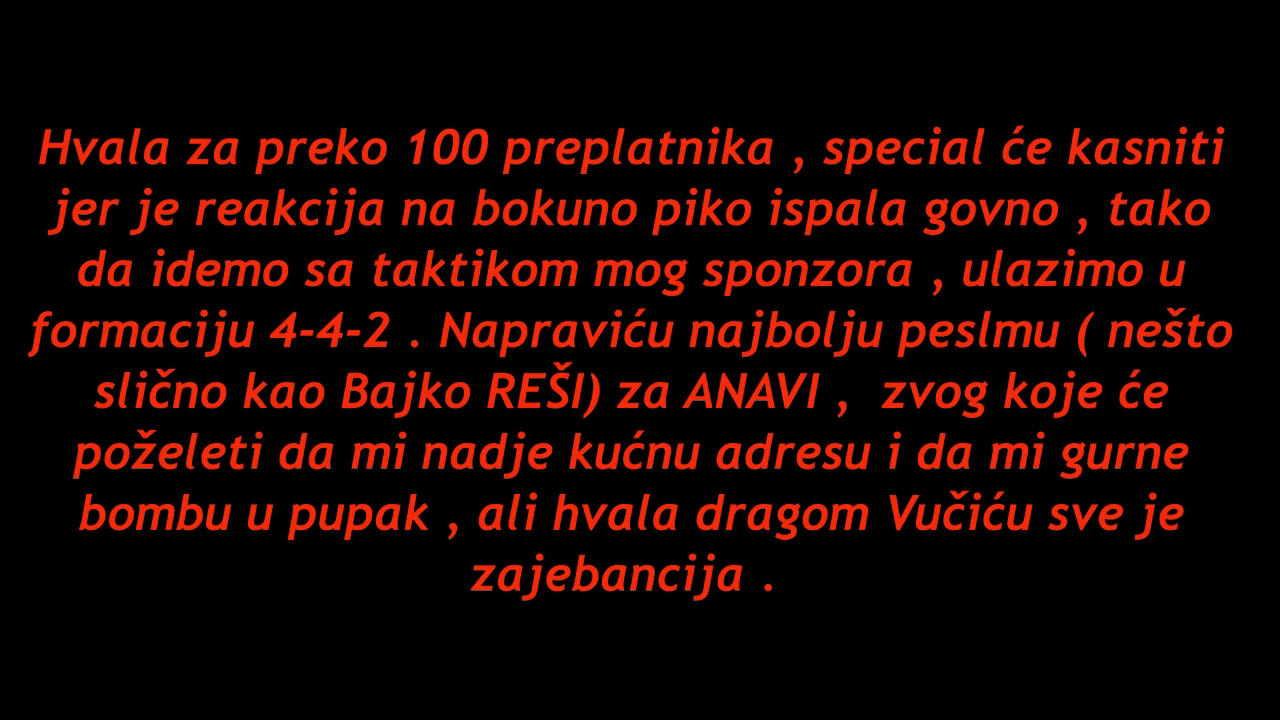 Hvala za preko 100 preplatnika , special će kasniti
jer je reakcija na bokuno piko ispala govno , tako
da idemo sa taktikom mog sponzora , ulazimo u
formaciju 4-4-2 . Napraviću najbolju peslmu ( nešto
slično kao Bajko REŠI) za ANAVI ,  zvog koje će
poželeti da mi nadje kućnu adresu i da mi gurne
bombu u pupak , ali hvala dragom Vučiću sve je
zajebancija .